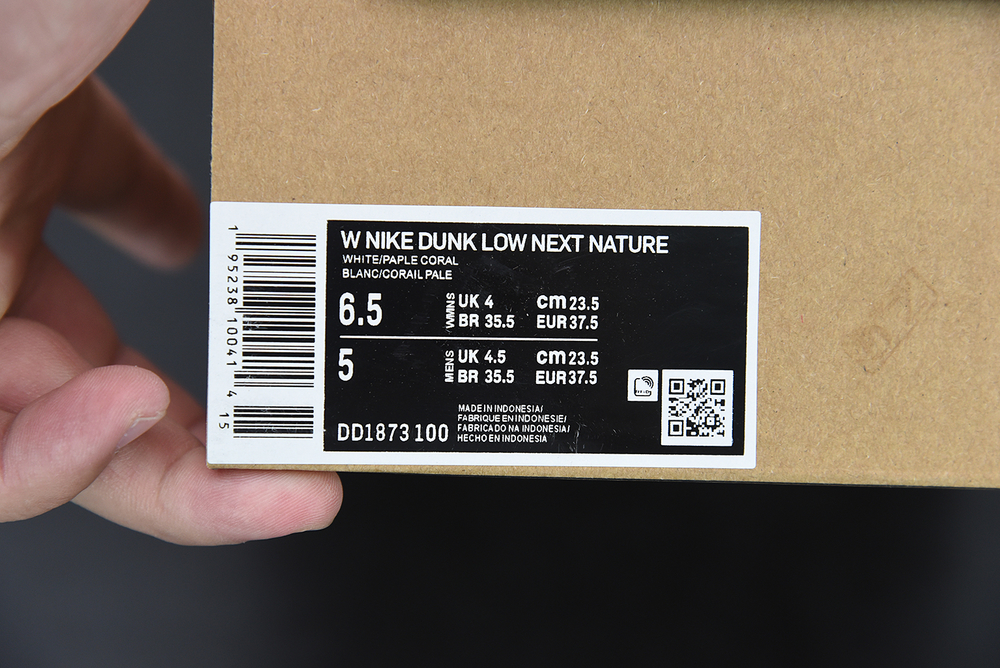 W NIKE DUNK LOW NEXT NATURE
WHITE/PAPLE CORAL
BLANC/CORAIL PALE
6.5
WMNS
UK 4
cm 23.5
BR 35.5
EUR 37.5
5
MENS
UK 4.5
cm 23.5
BR 35.5
EUR 37.5
MADE IN INDONESIA/
FABRIQUE EN INDONESIE/
FABRICADO NA INDONESIA/
HECHO EN INDONESIA
DD1873 100
1 95238 10041 4 15